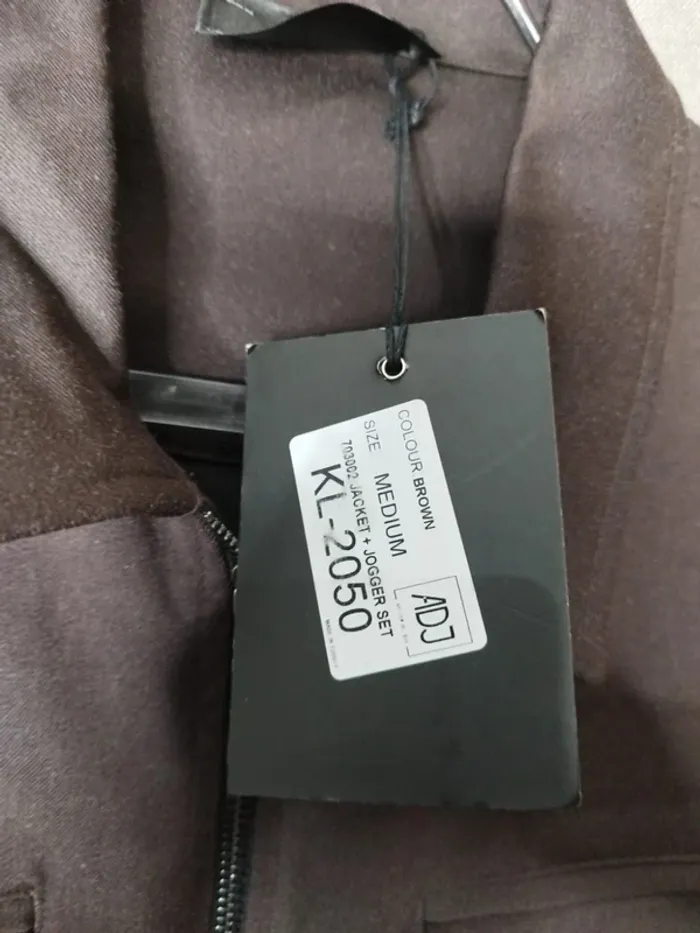 COLOUR BROWN
SIZE MEDIUM
703002 JACKET + JOGGER SET
KL-2050
ADJ